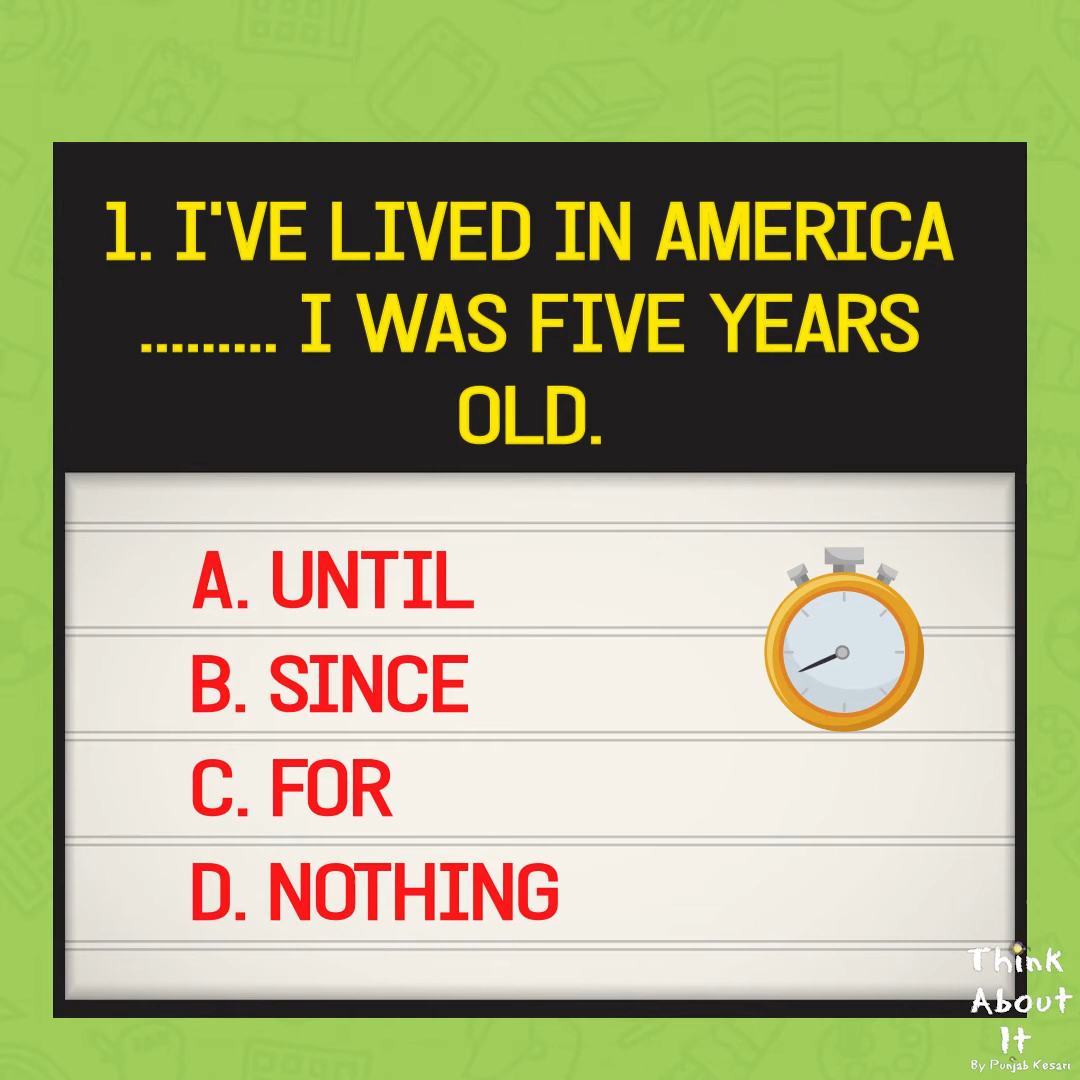 1. I'VE LIVED IN AMERICA
......... I WAS FIVE YEARS
OLD.
A. UNTIL
B. SINCE
C. FOR
D. NOTHING
Think
About
It
By Punjab Kesari